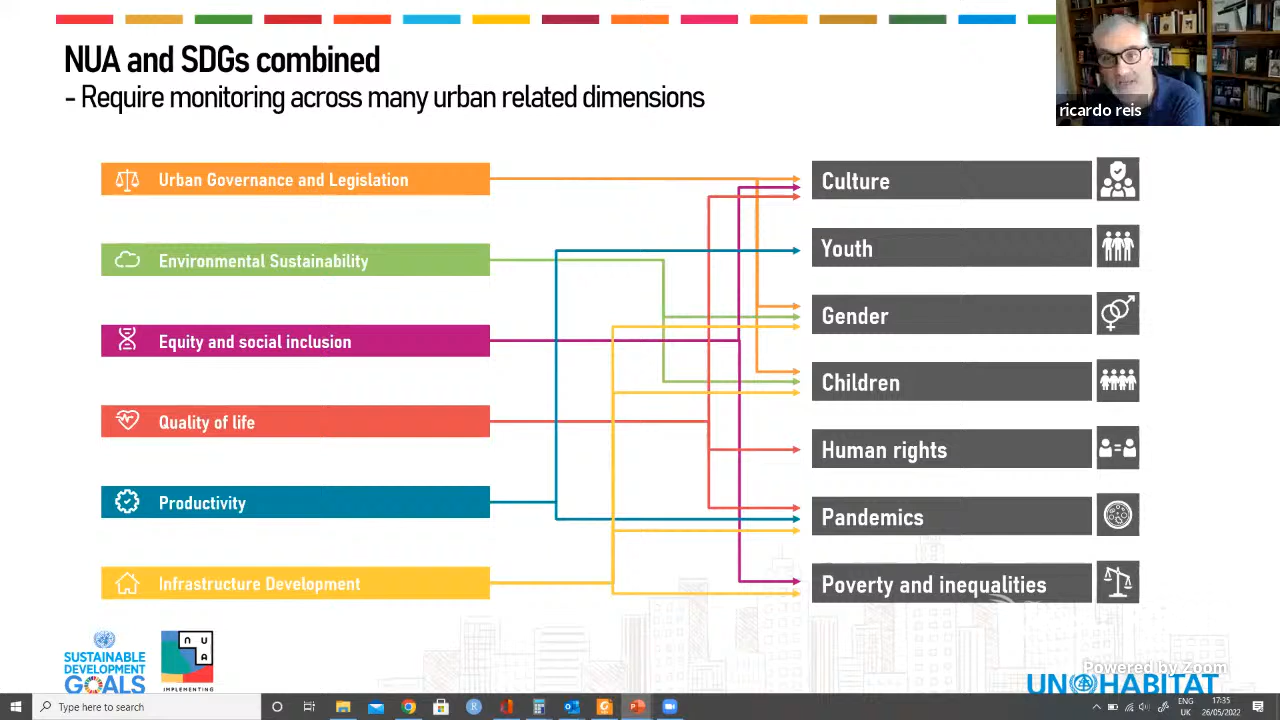 NUA and SDGs combined
- Require monitoring across many urban related dimensions
ricardo reis
Urban Governance and Legislation
Environmental Sustainability
Equity and social inclusion
Quality of life
Productivity
Infrastructure Development
Culture
Youth
Gender
Children
Human rights
Pandemics
Poverty and inequalities
SUSTAINABLE
DEVELOPMENT
GOALS
N U
A
IMPLEMENTING
Powered by Zoom
UN HABITAT
Type here to search
ENG
UK
17:35
26/05/2022